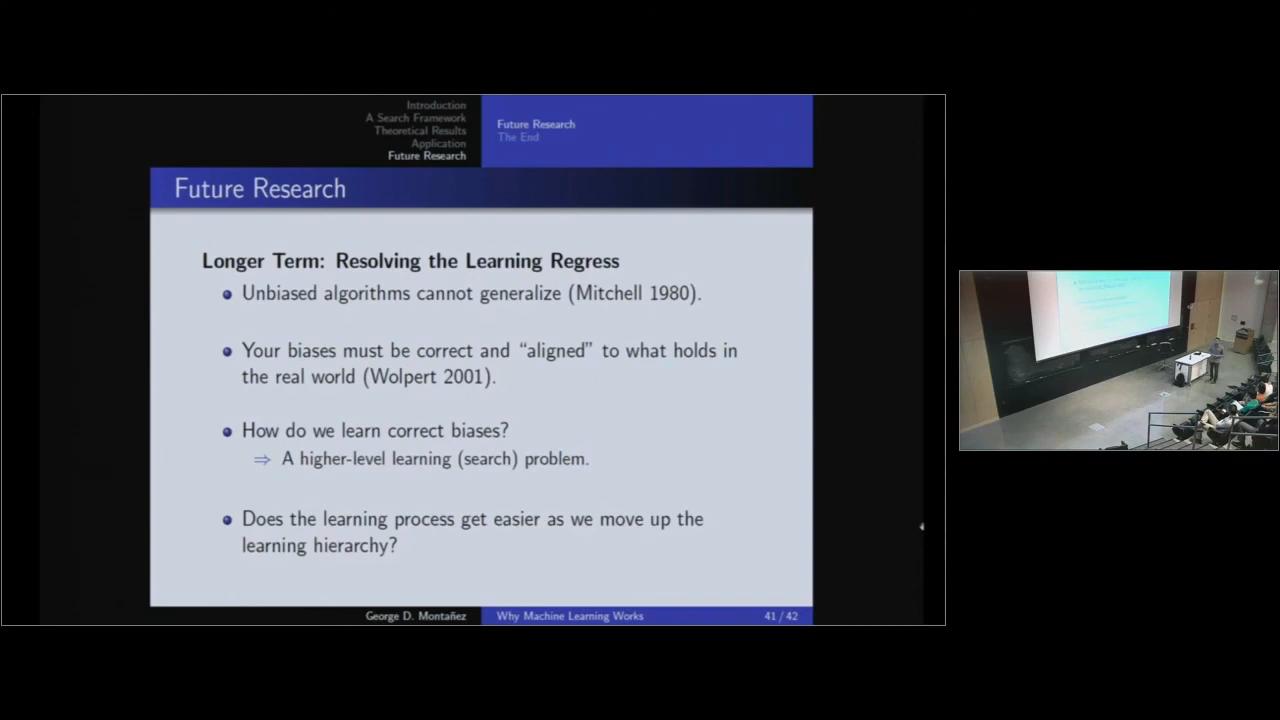 Introduction
A Search Framework
Theoretical Results
Application
Future Research
Future Research
The End
Future Research
Longer Term: Resolving the Learning Regress
Unbiased algorithms cannot generalize (Mitchell 1980).
Your biases must be correct and “aligned” to what holds in
the real world (Wolpert 2001).
How do we learn correct biases?
⇒ A higher-level learning (search) problem.
Does the learning process get easier as we move up the
learning hierarchy?
George D. Montañez
Why Machine Learning Works
41 / 42